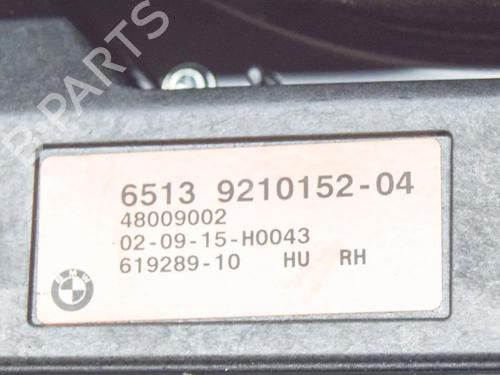 B-PARTS
6513 9210152-04
48009002
02-09-15-H0043
619289-10 HU RH
BMW